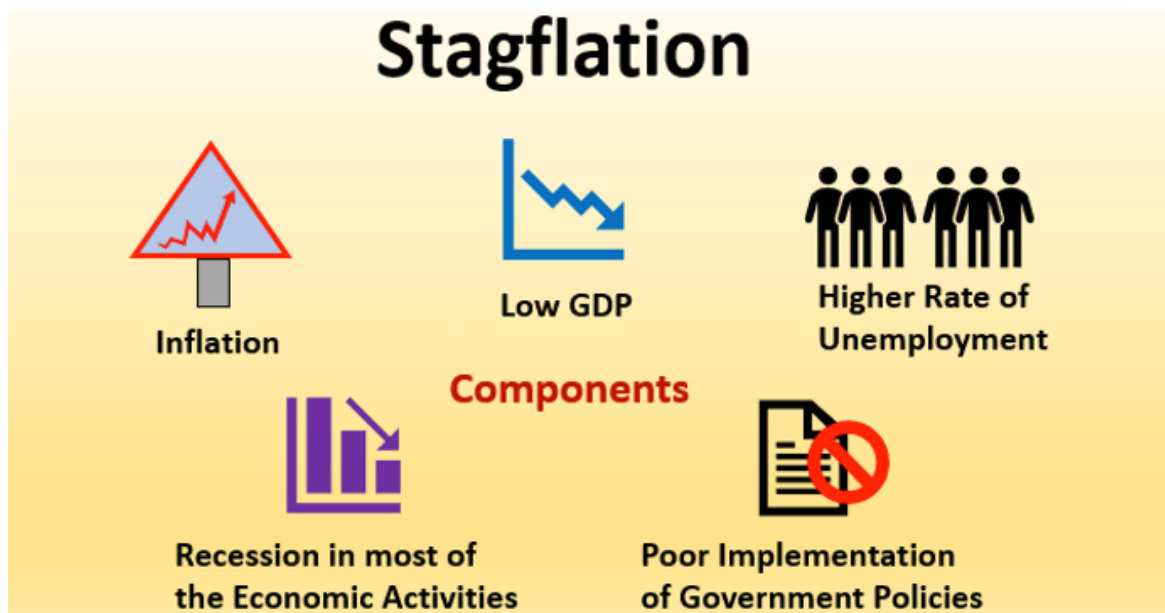 Stagflation
Inflation
Low GDP
Higher Rate of
Unemployment
Components
Recession in most of
the Economic Activities
Poor Implementation
of Government Policies